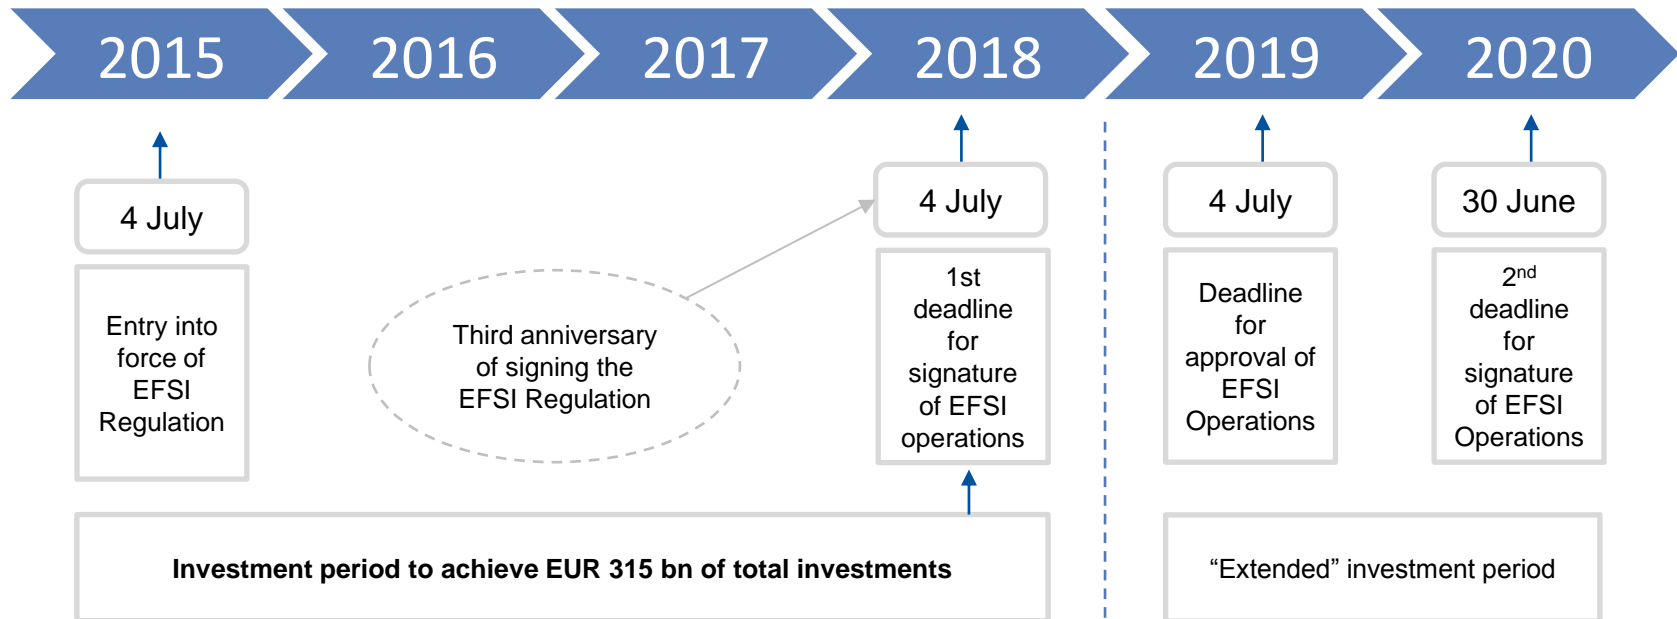 2015
2016
2017
2018
2019
2020
4 July
Entry into
force of
EFSI
Regulation
Third anniversary
of signing the
EFSI Regulation
4 July
1st
deadline
for
signature
of EFSI
operations
4 July
Deadline
for
approval of
EFSI
Operations
30 June
2nd
deadline
for
signature
of EFSI
Operations
Investment period to achieve EUR 315 bn of total investments
“Extended” investment period